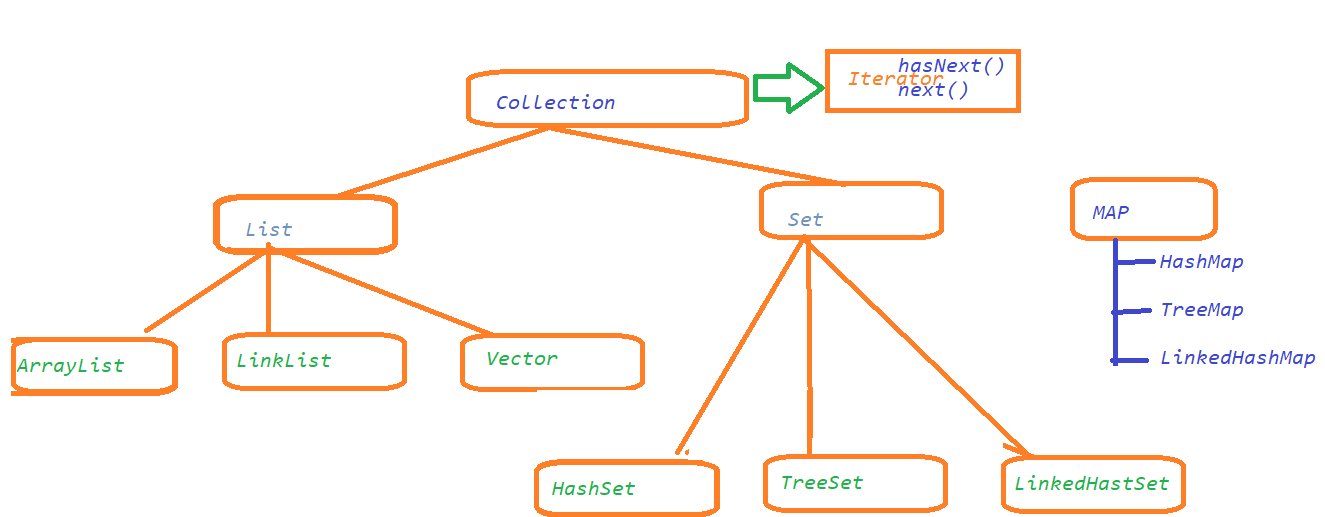 Collection
Iterator
hasNext()
next()
List
Set
MAP
HashMap
TreeMap
LinkedHashMap
ArrayList
LinkList
Vector
HashSet
TreeSet
LinkedHastSet